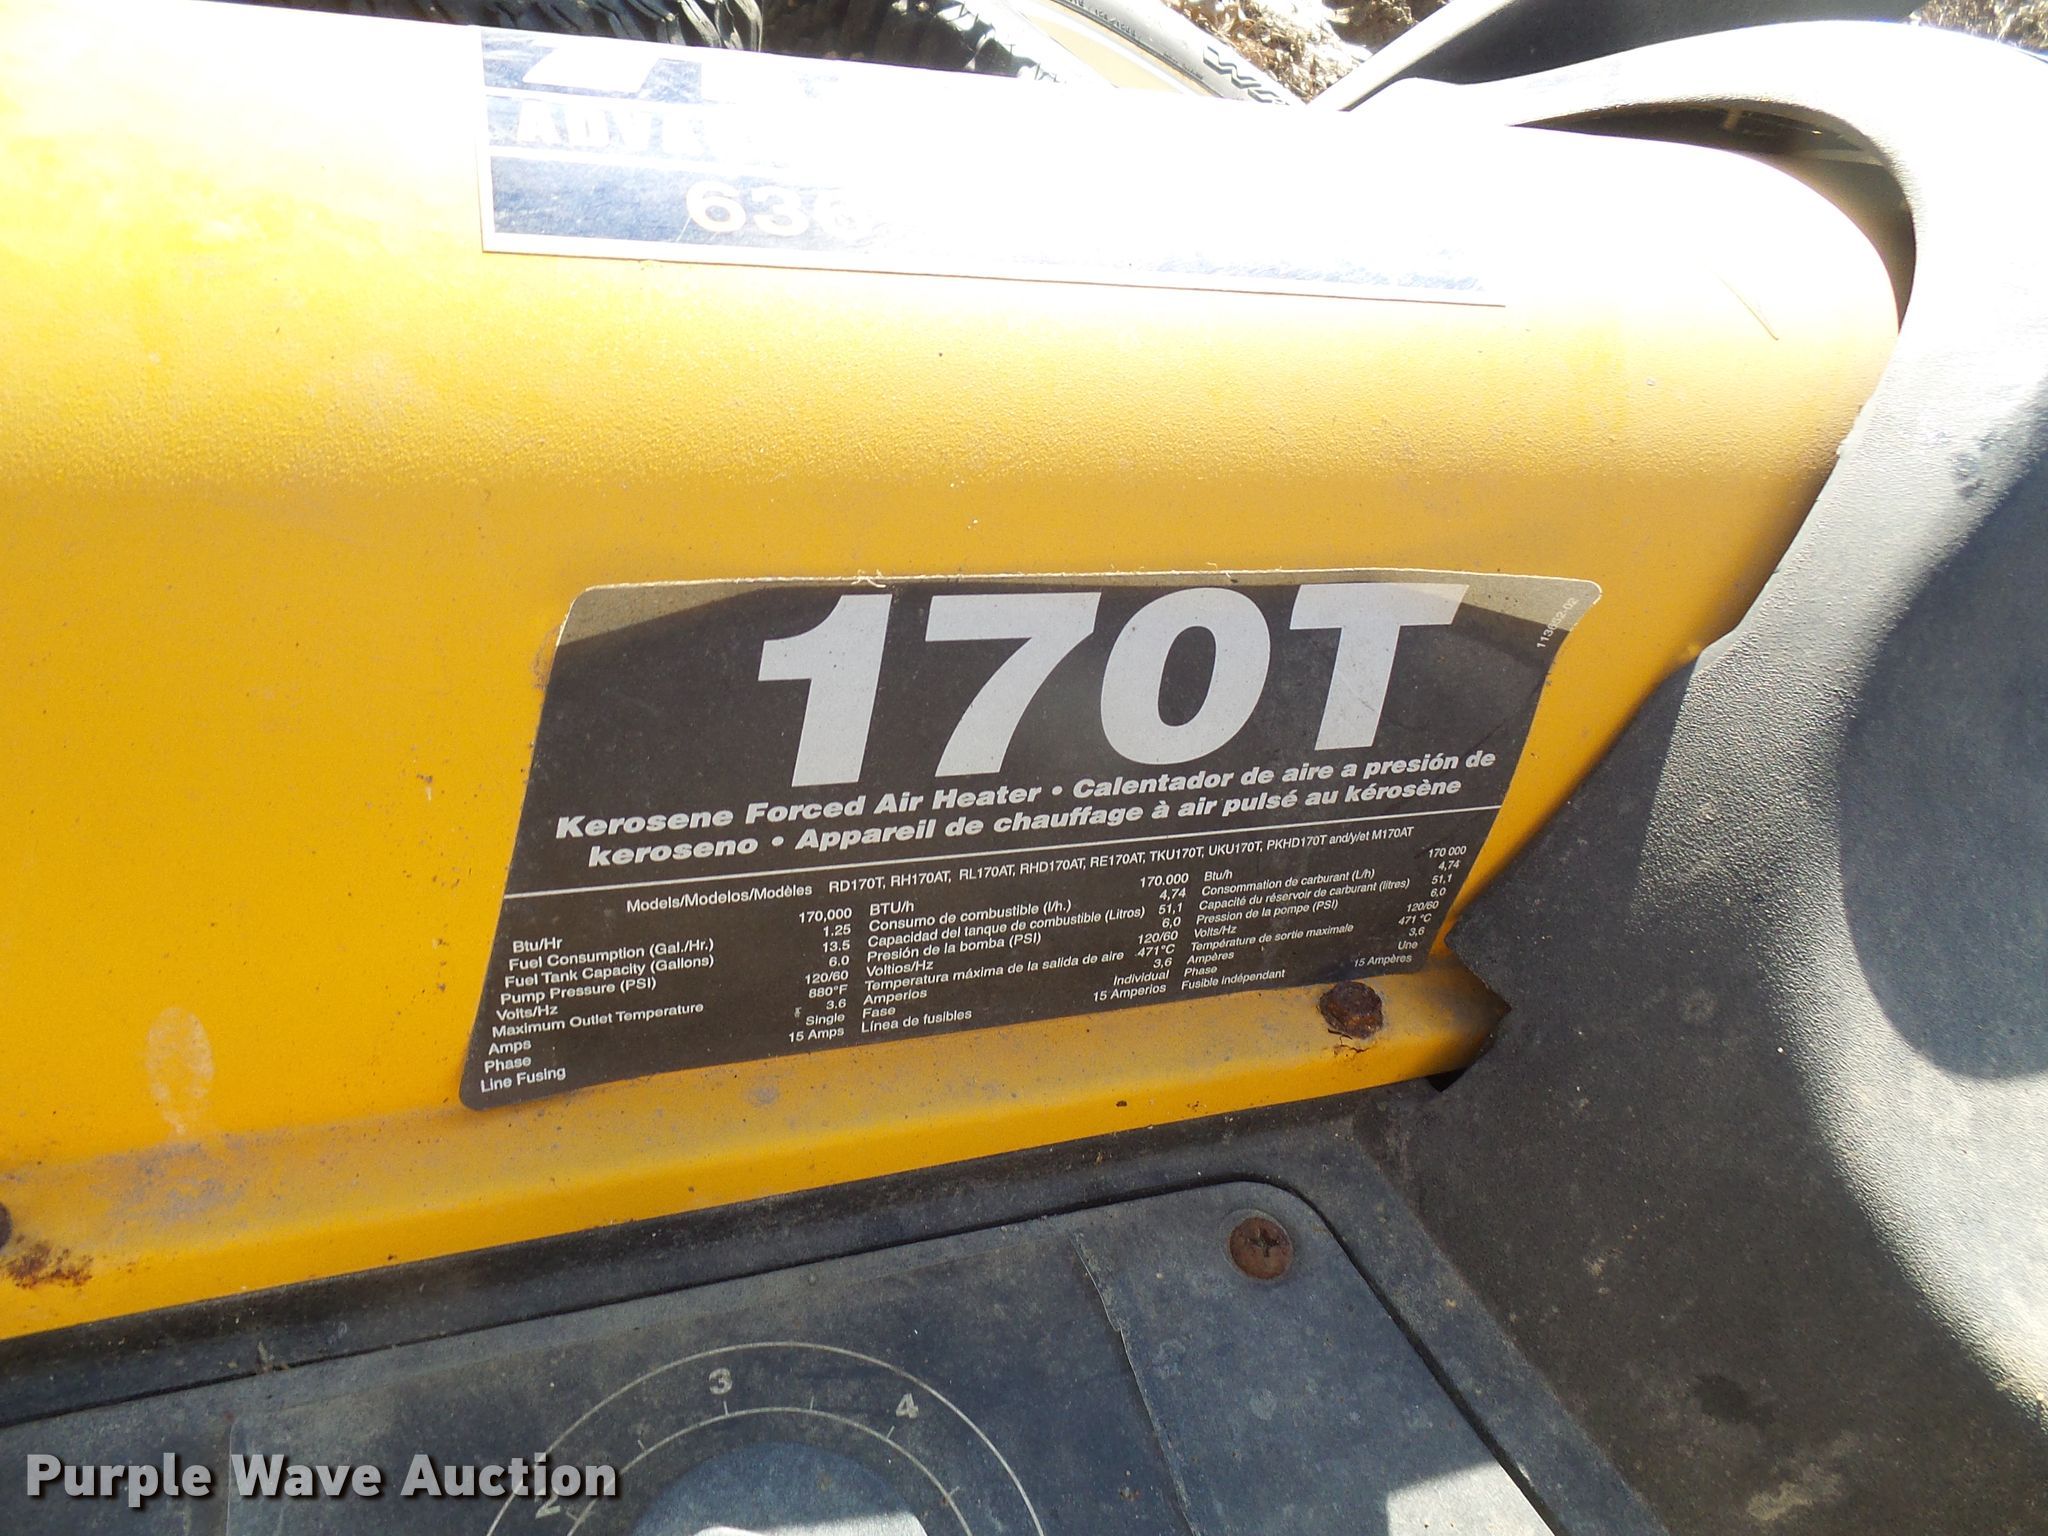 170T
113652-02
Kerosene Forced Air Heater • Calentador de aire a presión de
keroseno • Appareil de chauffage à air pulsé au kérosène
Models/Modelos/Modèles RD170T, RH170AT, RL170AT, RHD170AT, RE170AT, TKU170T, UKU170T, PKHD170T and/y/et M170AT
Btu/Hr 170,000
Fuel Consumption (Gal./Hr.) 1.25
Fuel Tank Capacity (Gallons) 13.5
Pump Pressure (PSI) 6.0
Volts/Hz 120/60
Maximum Outlet Temperature 880°F
Amps 3.6
Phase Single
Line Fusing 15 Amps
BTU/h 170.000
Consumo de combustible (l/h.) 4,74
Capacidad del tanque de combustible (Litros) 51,1
Presión de la bomba (PSI) 6,0
Voltios/Hz 120/60
Temperatura máxima de la salida de aire 471°C
Amperios 3,6
Fase Individual
Línea de fusibles 15 Amperios
Btu/h 170 000
Consommation de carburant (L/h) 4,74
Capacité du réservoir de carburant (litres) 51,1
Pression de la pompe (PSI) 6,0
Volts/Hz 120/60
Température de sortie maximale 471 °C
Ampères 3,6
Phase Une
Fusible indépendant 15 Ampères
3
4
2
Purple Wave Auction